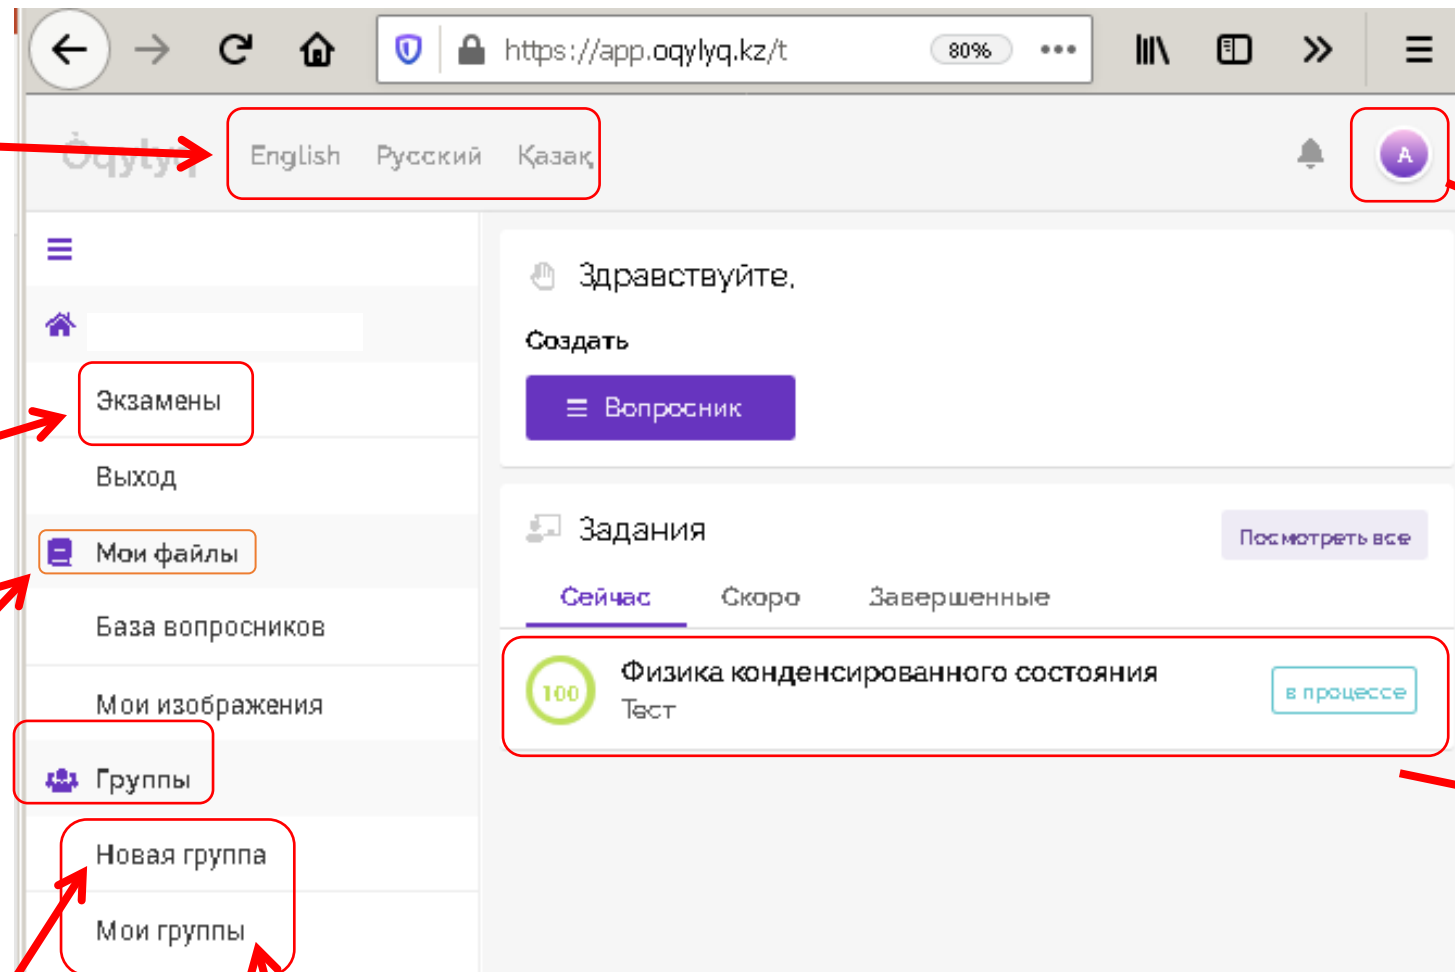 https://app.oqylyq.kz/t 80%
Oqylyq English Русский Қазақ A
Здравствуйте,
Создать
Экзамены
Вопросник
Выход
Мои файлы
Задания Посмотреть все
Сейчас Скоро Завершенные
База вопросников
100 Физика конденсированного состояния
Тест
в процессе
Мои изображения
Группы
Новая группа
Мои группы